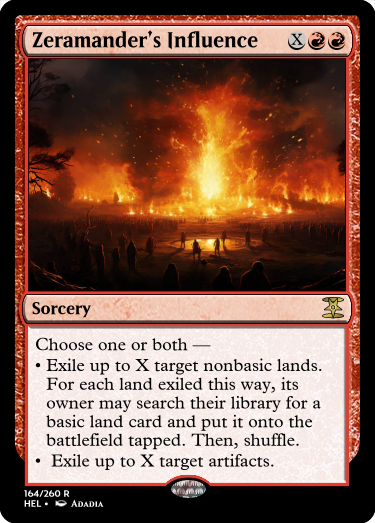 Zeramander's Influence X
Sorcery
Choose one or both —
• Exile up to X target nonbasic lands.
For each land exiled this way, its
owner may search their library for a
basic land card and put it onto the
battlefield tapped. Then, shuffle.
• Exile up to X target artifacts.
164/260 R
HEL • Adadia